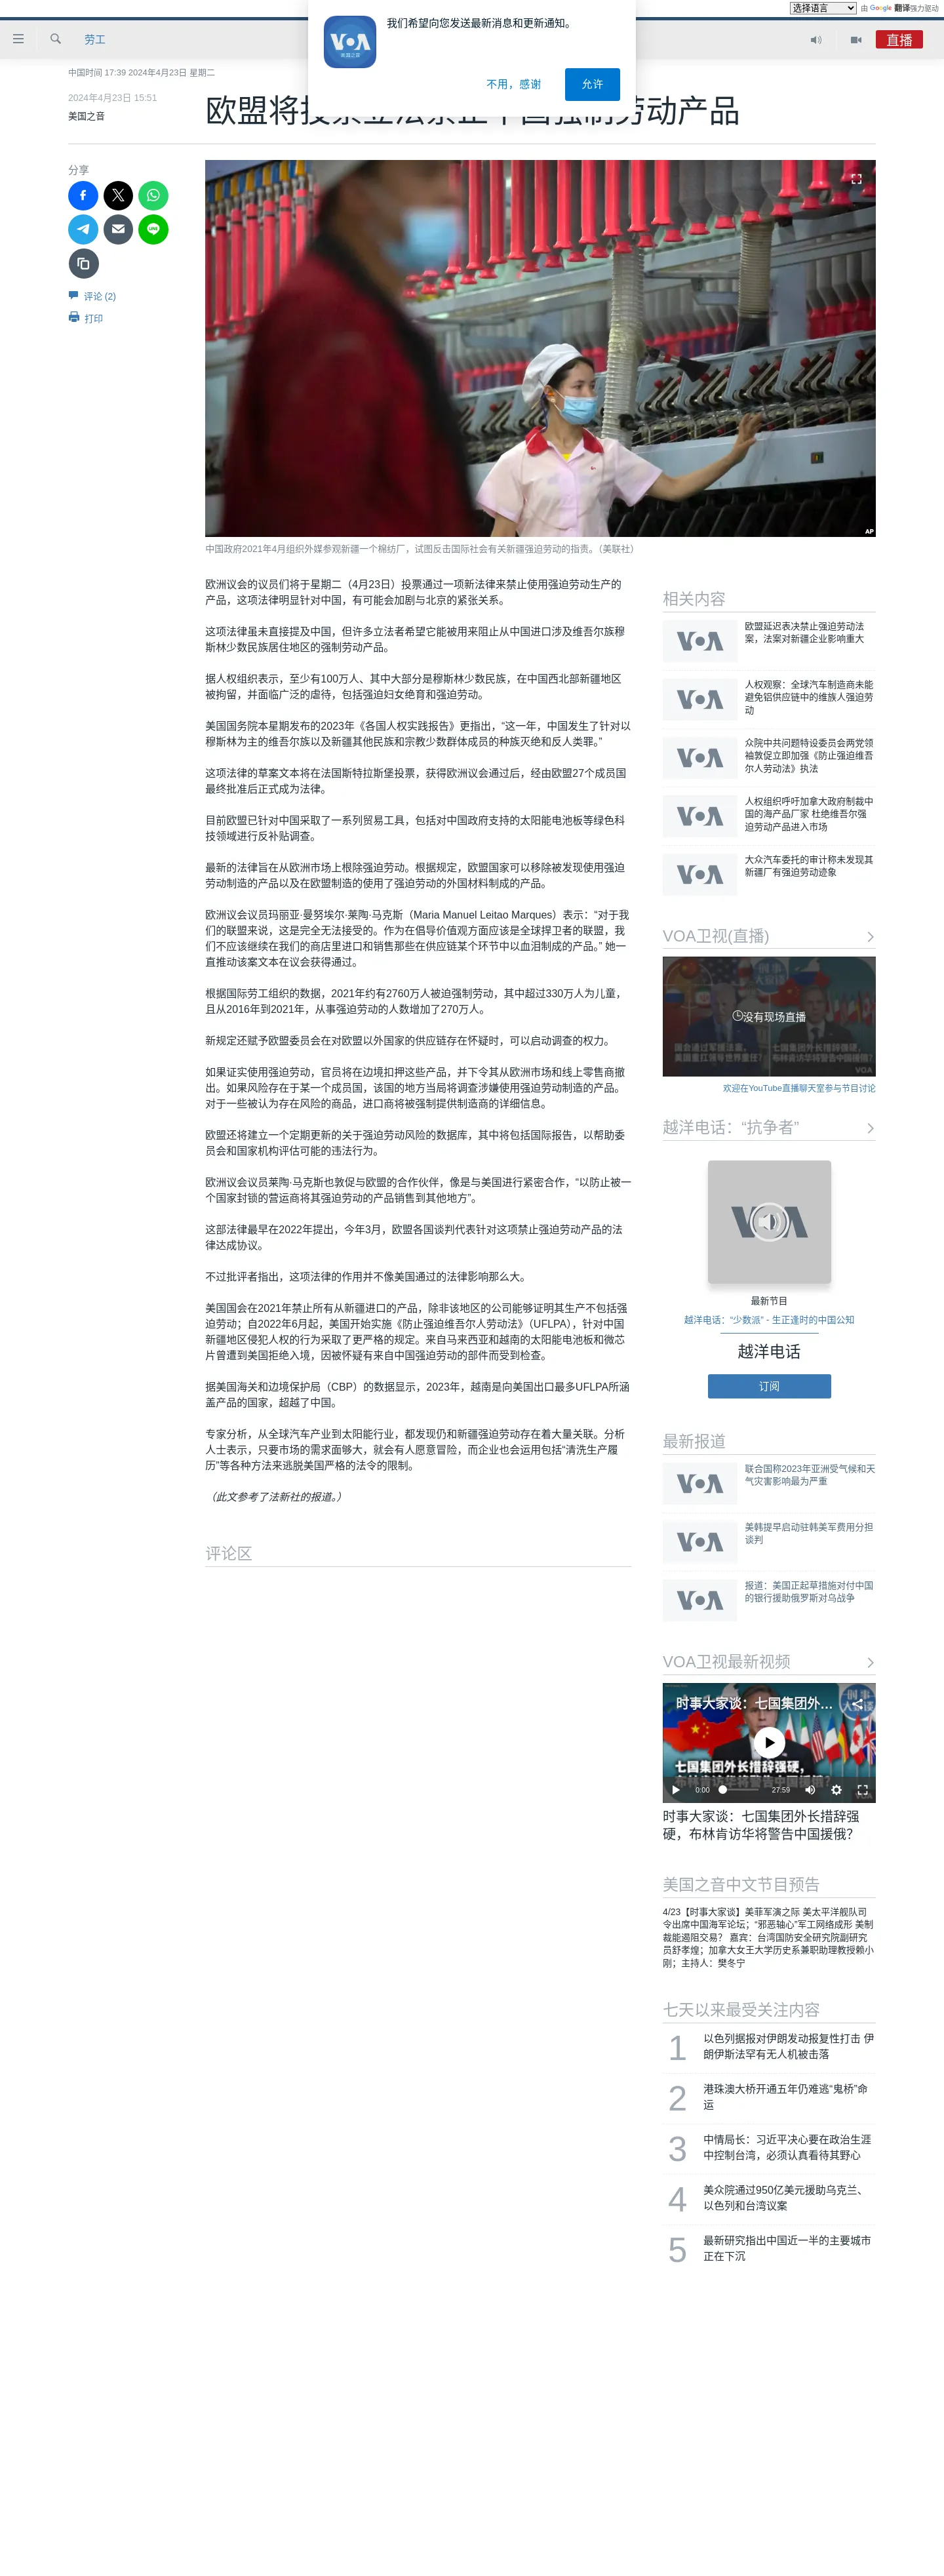 选择语言
由 Google 翻译强力驱动
我们希望向您发送最新消息和更新通知。
VOA
美国之音
不用，感谢
允许
劳工
直播
中国时间 17:39 2024年4月23日 星期二
2024年4月23日 15:51
美国之音
欧盟将投票立法禁止中国强制劳动产品
分享
评论 (2)
打印
AP
中国政府2021年4月组织外媒参观新疆一个棉纺厂，试图反击国际社会有关新疆强迫劳动的指责。（美联社）
欧洲议会的议员们将于星期二（4月23日）投票通过一项新法律来禁止使用强迫劳动生产的
产品，这项法律明显针对中国，有可能会加剧与北京的紧张关系。
这项法律虽未直接提及中国，但许多立法者希望它能被用来阻止从中国进口涉及维吾尔族穆
斯林少数民族居住地区的强制劳动产品。
据人权组织表示，至少有100万人、其中大部分是穆斯林少数民族，在中国西北部新疆地区
被拘留，并面临广泛的虐待，包括强迫妇女绝育和强迫劳动。
美国国务院本星期发布的2023年《各国人权实践报告》更指出，“这一年，中国发生了针对以
穆斯林为主的维吾尔族以及新疆其他民族和宗教少数群体成员的种族灭绝和反人类罪。”
这项法律的草案文本将在法国斯特拉斯堡投票，获得欧洲议会通过后，经由欧盟27个成员国
最终批准后正式成为法律。
目前欧盟已针对中国采取了一系列贸易工具，包括对中国政府支持的太阳能电池板等绿色科
技领域进行反补贴调查。
最新的法律旨在从欧洲市场上根除强迫劳动。根据规定，欧盟国家可以移除被发现使用强迫
劳动制造的产品以及在欧盟制造的使用了强迫劳动的外国材料制成的产品。
欧洲议会议员玛丽亚·曼努埃尔·莱陶·马克斯（Maria Manuel Leitao Marques）表示：“对于我
们的联盟来说，这是完全无法接受的。作为在倡导价值观方面应该是全球捍卫者的联盟，我
们不应该继续在我们的商店里进口和销售那些在供应链某个环节中以血泪制成的产品。” 她一
直推动该案文本在议会获得通过。
根据国际劳工组织的数据，2021年约有2760万人被迫强制劳动，其中超过330万人为儿童，
且从2016年到2021年，从事强迫劳动的人数增加了270万人。
新规定还赋予欧盟委员会在对欧盟以外国家的供应链存在怀疑时，可以启动调查的权力。
如果证实使用强迫劳动，官员将在边境扣押这些产品，并下令其从欧洲市场和线上零售商撤
出。如果风险存在于某一个成员国，该国的地方当局将调查涉嫌使用强迫劳动制造的产品。
对于一些被认为存在风险的商品，进口商将被强制提供制造商的详细信息。
欧盟还将建立一个定期更新的关于强迫劳动风险的数据库，其中将包括国际报告，以帮助委
员会和国家机构评估可能的违法行为。
欧洲议会议员莱陶·马克斯也敦促与欧盟的合作伙伴，像是与美国进行紧密合作，“以防止被一
个国家封锁的营运商将其强迫劳动的产品销售到其他地方”。
这部法律最早在2022年提出，今年3月，欧盟各国谈判代表针对这项禁止强迫劳动产品的法
律达成协议。
不过批评者指出，这项法律的作用并不像美国通过的法律影响那么大。
美国国会在2021年禁止所有从新疆进口的产品，除非该地区的公司能够证明其生产不包括强
迫劳动；自2022年6月起，美国开始实施《防止强迫维吾尔人劳动法》（UFLPA），针对中国
新疆地区侵犯人权的行为采取了更严格的规定。来自马来西亚和越南的太阳能电池板和微芯
片曾遭到美国拒绝入境，因被怀疑有来自中国强迫劳动的部件而受到检查。
据美国海关和边境保护局（CBP）的数据显示，2023年，越南是向美国出口最多UFLPA所涵
盖产品的国家，超越了中国。
专家分析，从全球汽车产业到太阳能行业，都发现仍和新疆强迫劳动存在着大量关联。分析
人士表示，只要市场的需求面够大，就会有人愿意冒险，而企业也会运用包括“清洗生产履
历”等各种方法来逃脱美国严格的法令的限制。
（此文参考了法新社的报道。）
评论区
相关内容
VOA
欧盟延迟表决禁止强迫劳动法
案，法案对新疆企业影响重大
VOA
人权观察：全球汽车制造商未能
避免铝供应链中的维族人强迫劳
动
VOA
众院中共问题特设委员会两党领
袖敦促立即加强《防止强迫维吾
尔人劳动法》执法
VOA
人权组织呼吁加拿大政府制裁中
国的海产品厂家 杜绝维吾尔强
迫劳动产品进入市场
VOA
大众汽车委托的审计称未发现其
新疆厂有强迫劳动迹象
VOA卫视(直播)
没有现场直播
欢迎在YouTube直播聊天室参与节目讨论
越洋电话：“抗争者”
VOA
最新节目
越洋电话：“少数派” - 生正逢时的中国公知
越洋电话
订阅
最新报道
VOA
联合国称2023年亚洲受气候和天
气灾害影响最为严重
VOA
美韩提早启动驻韩美军费用分担
谈判
VOA
报道：美国正起草措施对付中国
的银行援助俄罗斯对乌战争
VOA卫视最新视频
时事大家谈：七国集团外...
七国集团外长措辞强硬，
布林肯访华将警告中国援俄？
0:00
27:59
时事大家谈：七国集团外长措辞强
硬，布林肯访华将警告中国援俄？
美国之音中文节目预告
4/23【时事大家谈】美菲军演之际 美太平洋舰队司
令出席中国海军论坛；“邪恶轴心”军工网络成形 美制
裁能遏阻交易？ 嘉宾：台湾国防安全研究院副研究
员舒孝煌；加拿大女王大学历史系兼职助理教授赖小
刚；主持人：樊冬宁
七天以来最受关注内容
1
以色列据报对伊朗发动报复性打击 伊
朗伊斯法罕有无人机被击落
2
港珠澳大桥开通五年仍难逃“鬼桥”命
运
3
中情局长：习近平决心要在政治生涯
中控制台湾，必须认真看待其野心
4
美众院通过950亿美元援助乌克兰、
以色列和台湾议案
5
最新研究指出中国近一半的主要城市
正在下沉